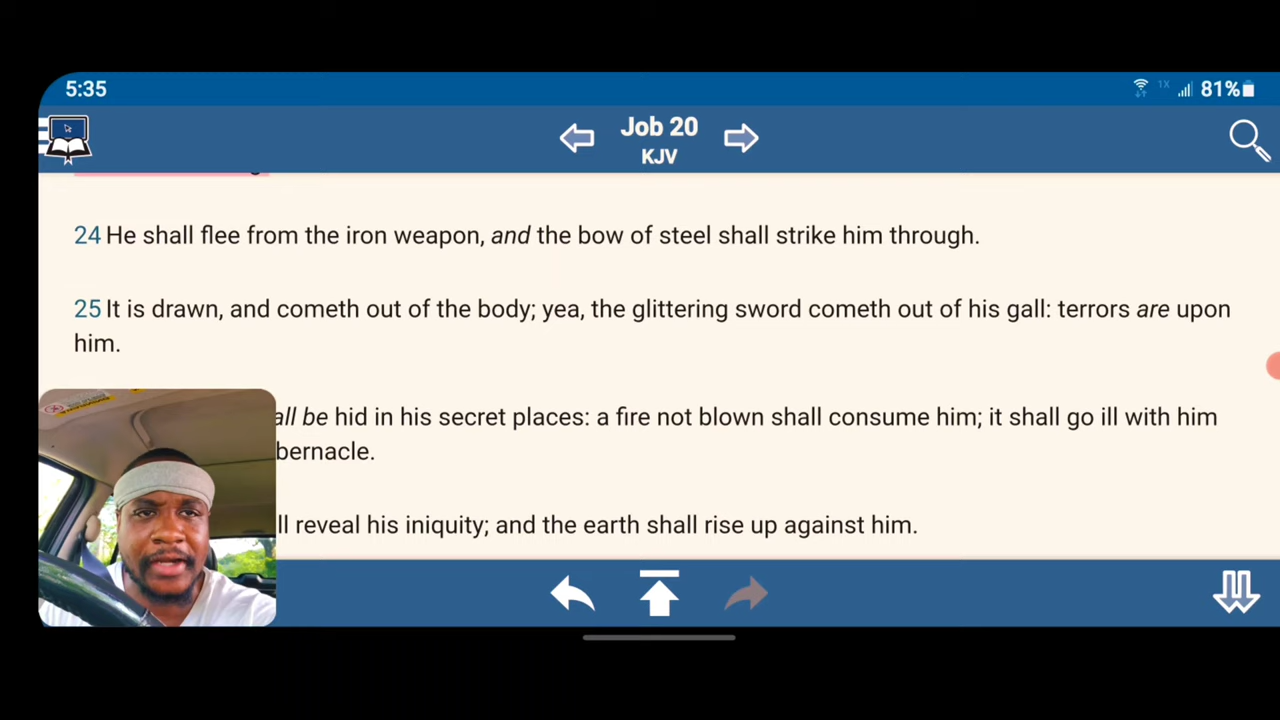 5:35
1X
81%
Job 20
KJV
24 He shall flee from the iron weapon, and the bow of steel shall strike him through.
25 It is drawn, and cometh out of the body; yea, the glittering sword cometh out of his gall: terrors are upon
him.
all be hid in his secret places: a fire not blown shall consume him; it shall go ill with him
bernacle.
ll reveal his iniquity; and the earth shall rise up against him.